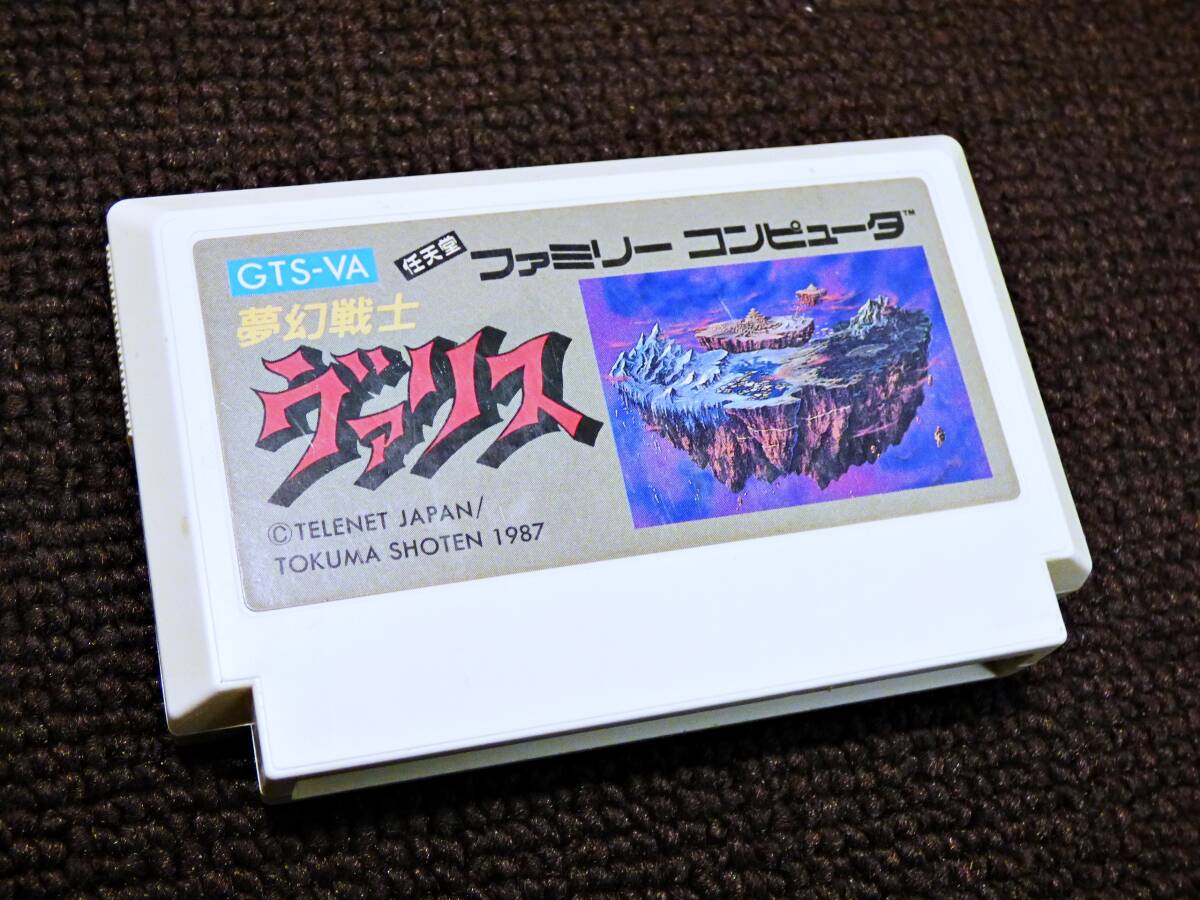 GTS-VA
任天堂 ファミリー コンピュータ™
夢幻戦士
ヴァリス
©TELENET JAPAN/
TOKUMA SHOTEN 1987